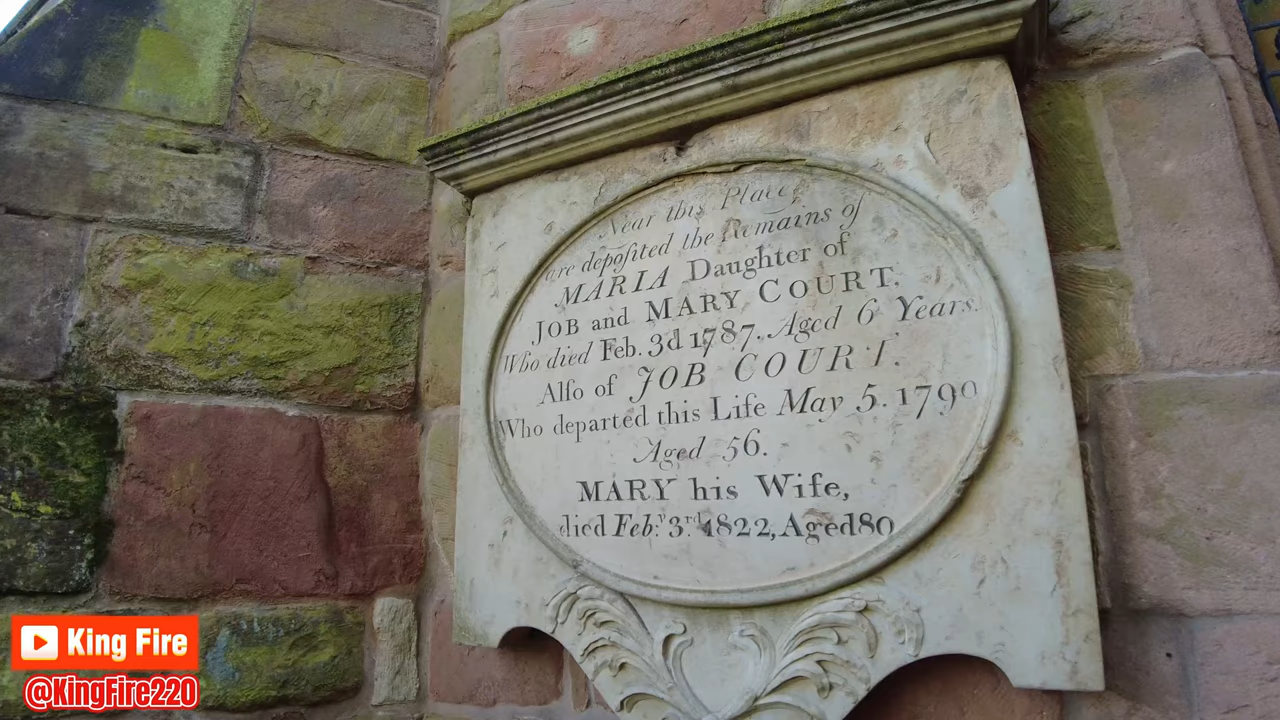 Near this Place,
are depoſited the Remains of
MARIA Daughter of
JOB and MARY COURT,
Who died Feb. 3d 1787. Aged 6 Years.
Alſo of JOB COURT.
Who departed this Life May 5. 1790
Aged 56.
MARY his Wife,
died Feb:y 3rd. 1822, Aged 80
King Fire
@KingFire220